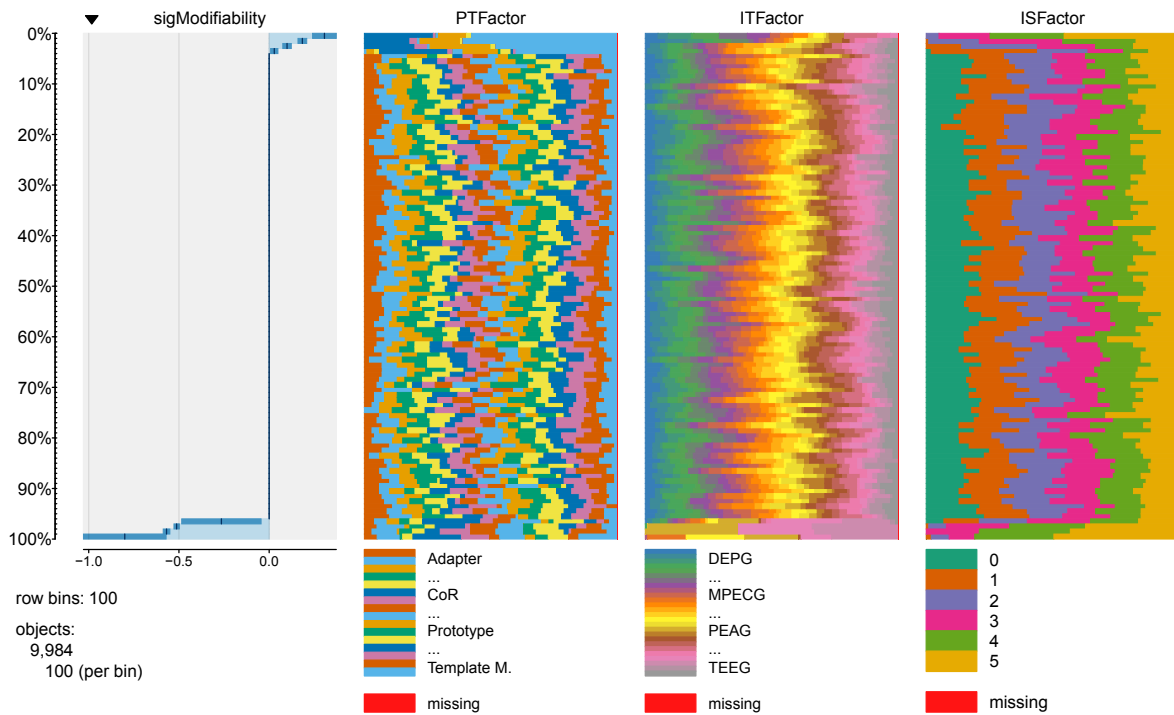 sigModifiability
PTFactor
ITFactor
ISFactor
0%
10%
20%
30%
40%
50%
60%
70%
80%
90%
100%
−1.0
−0.5
0.0
row bins: 100
objects:
9,984
100 (per bin)
Adapter
...
CoR
...
Prototype
...
Template M.
missing
DEPG
...
MPECG
...
PEAG
...
TEEG
missing
0
1
2
3
4
5
missing